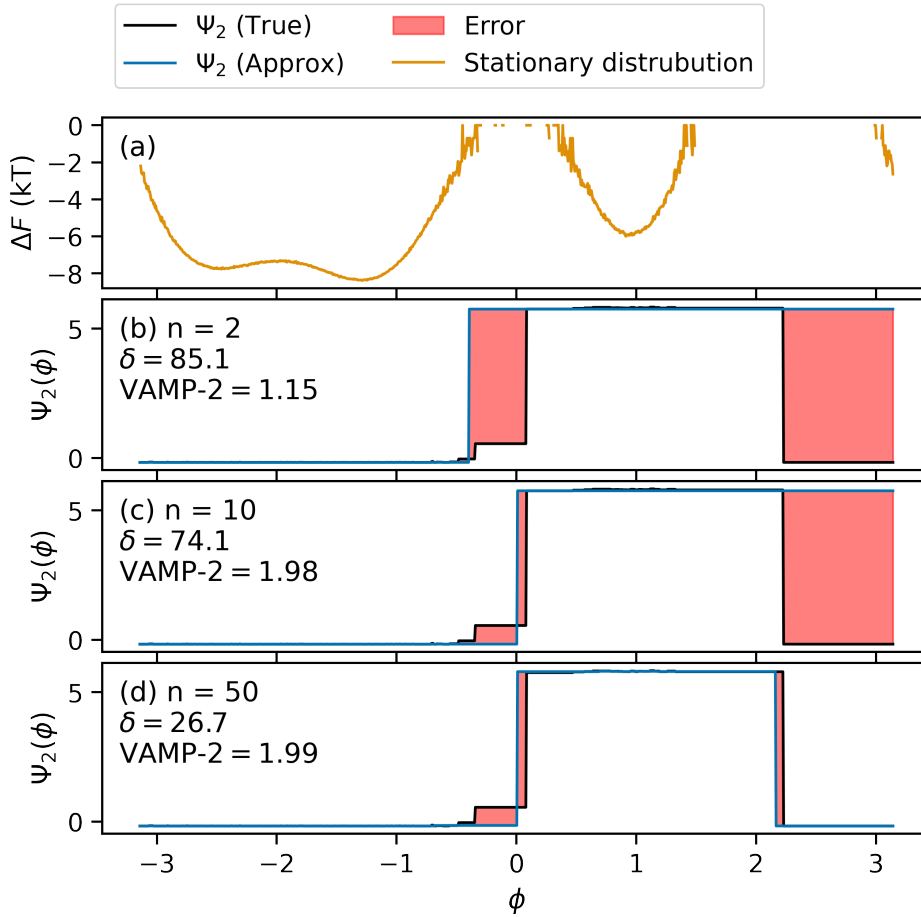 Ψ₂ (True)
Ψ₂ (Approx)
Error
Stationary distrubution
(a)
0
−2
−4
−6
−8
ΔF (kT)
(b) n = 2
δ = 85.1
VAMP-2 = 1.15
5
0
Ψ₂(ϕ)
(c) n = 10
δ = 74.1
VAMP-2 = 1.98
5
0
Ψ₂(ϕ)
(d) n = 50
δ = 26.7
VAMP-2 = 1.99
5
0
Ψ₂(ϕ)
−3 −2 −1 0 1 2 3
ϕ